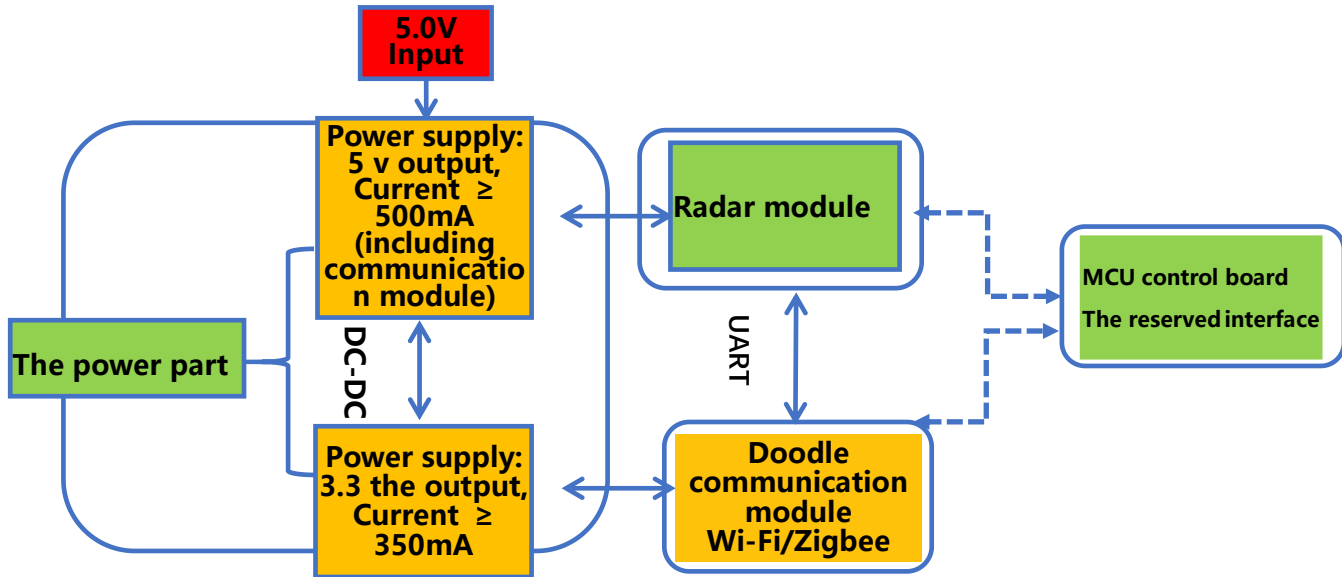 5.0V
Input
Power supply:
5 v output,
Current ≥
500mA
(including
communicatio
n module)
Radar module
MCU control board
The reserved interface
The power part
DC-DC
UART
Power supply:
3.3 the output,
Current ≥
350mA
Doodle
communication
module
Wi-Fi/Zigbee